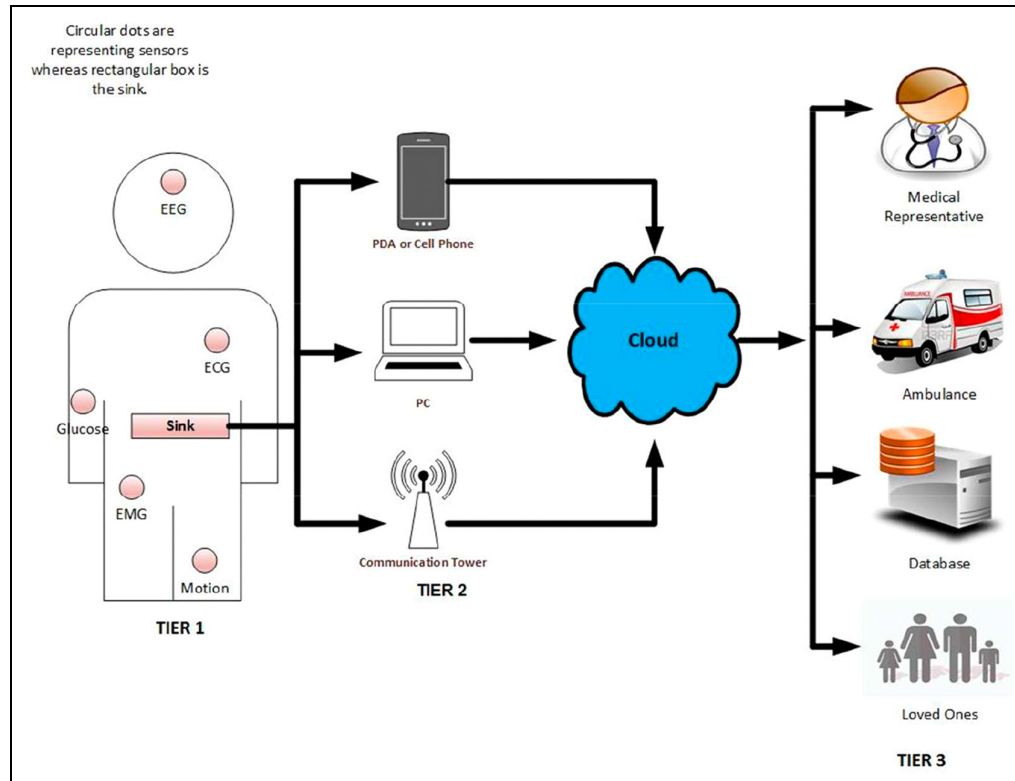 Circular dots are
representing sensors
whereas rectangular box is
the sink.
EEG
ECG
Glucose
Sink
EMG
Motion
TIER 1
PDA or Cell Phone
PC
Communication Tower
TIER 2
Cloud
Medical
Representative
AMBULANCE
Ambulance
Database
Loved Ones
TIER 3